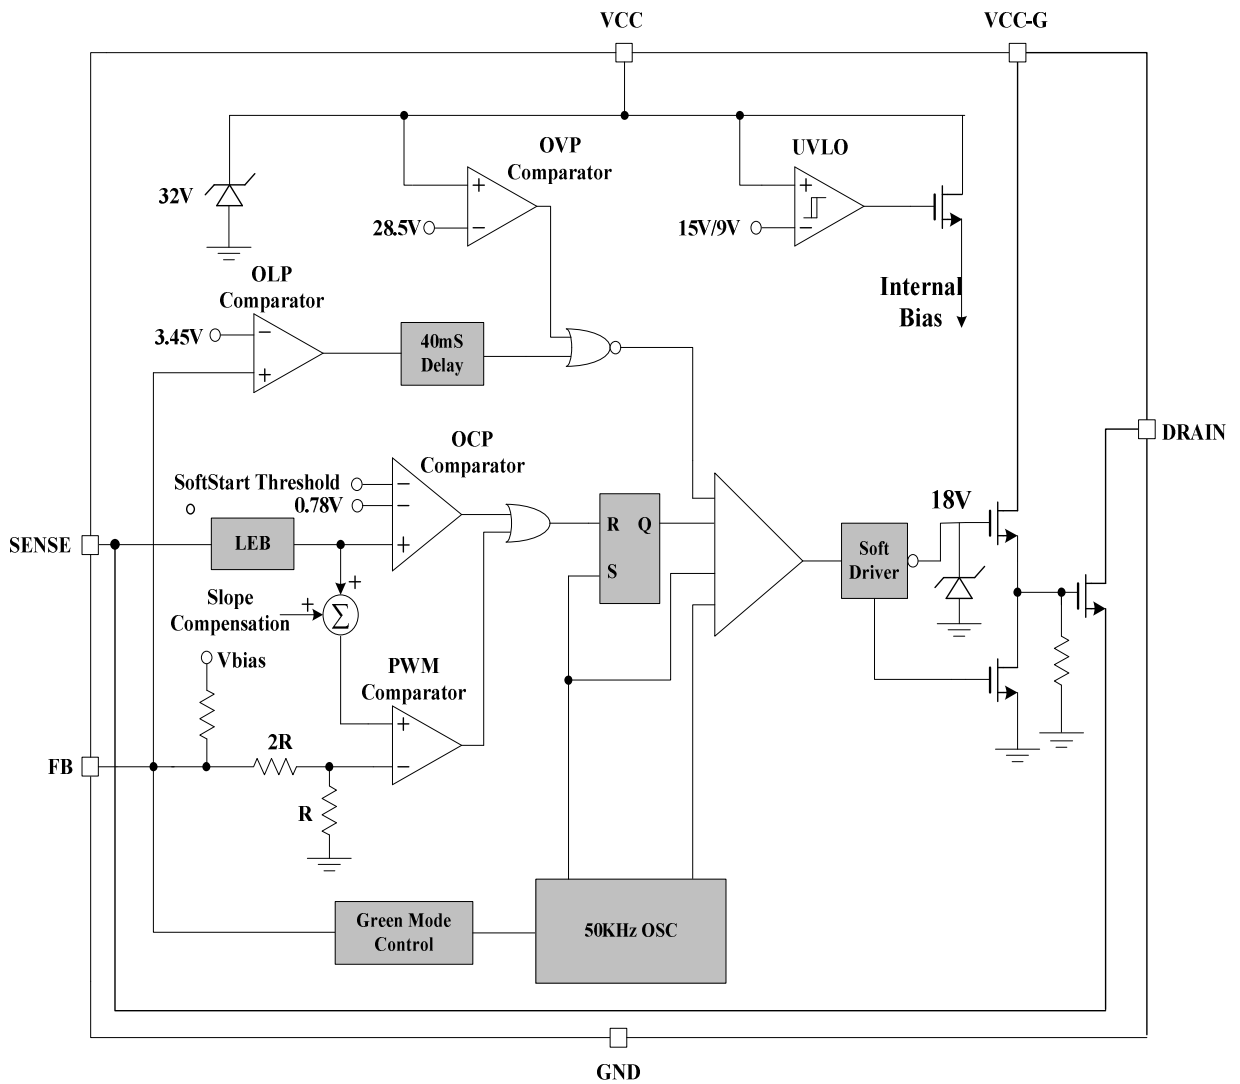 VCC
VCC-G
OVP
Comparator
UVLO
32V
+
+
28.5V
−
15V/9V
−
OLP
Comparator
Internal
Bias
3.45V
−
+
40mS
Delay
OCP
Comparator
DRAIN
SoftStart Threshold
−
0.78V
−
+
18V
SENSE
LEB
R Q
S
Soft
Driver
+
Slope
Compensation
+
Σ
Vbias
PWM
Comparator
+
−
FB
2R
R
Green Mode
Control
50KHz OSC
GND